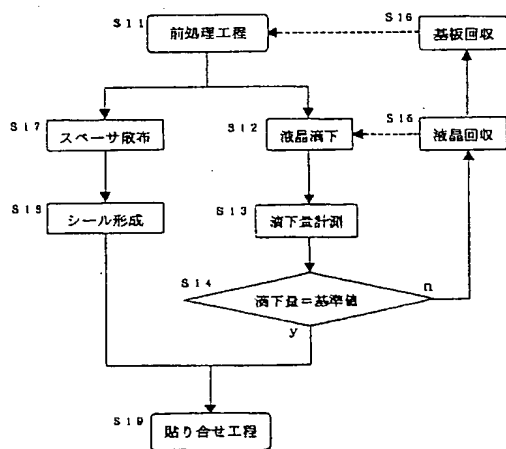 S11
前処理工程
S16
基板回収
S17
スペーサ散布
S12
液晶滴下
S15
液晶回収
S18
シール形成
S13
滴下量計測
S14
滴下量=基準値
n
y
S19
貼り合せ工程